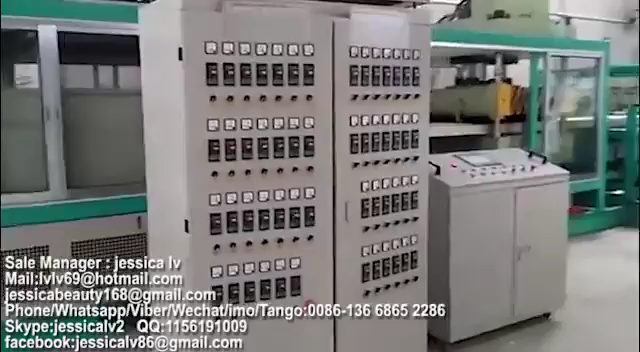 Sale Manager : jessica lv
Mail:lvlv69@hotmail.com
jessicabeauty168@gmail.com
Phone/Whatsapp/Viber/Wechat/imo/Tango:0086-136 6865 2286
Skype:jessicalv2 QQ:1156191009
facebook:jessicalv86@gmail.com